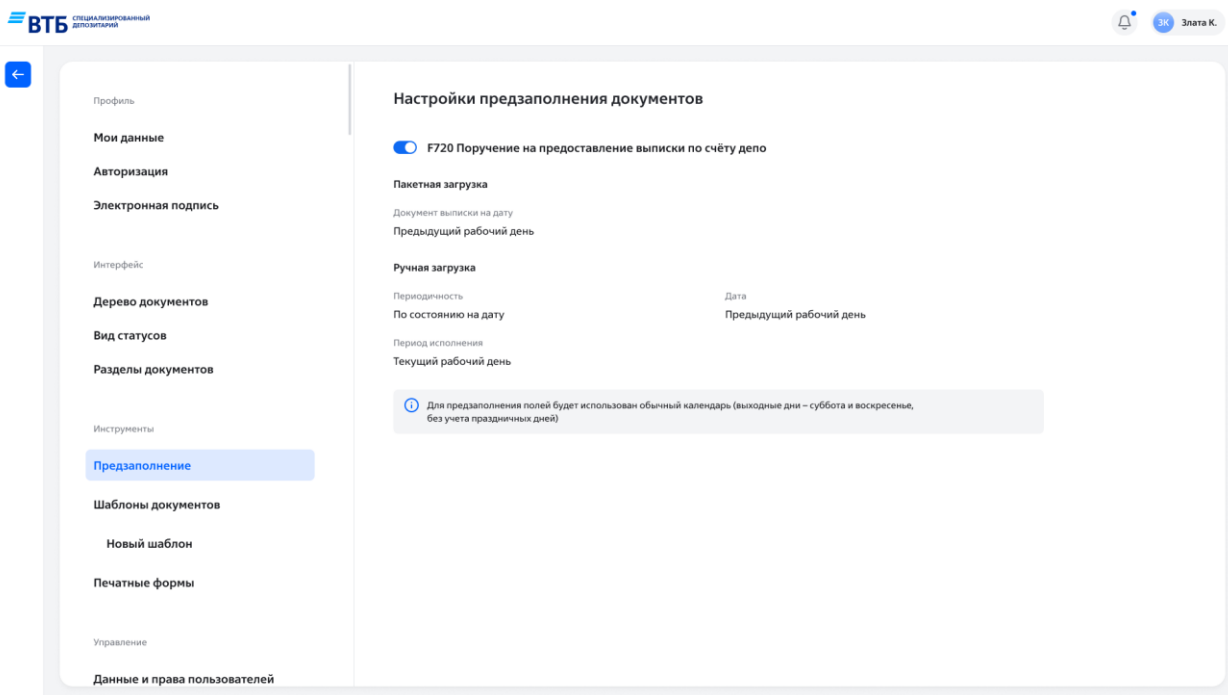 ВТБ СПЕЦИАЛИЗИРОВАННЫЙ
ДЕПОЗИТАРИЙ
ЗК Злата К.
Профиль
Мои данные
Авторизация
Электронная подпись
Интерфейс
Дерево документов
Вид статусов
Разделы документов
Инструменты
Предзаполнение
Шаблоны документов
Новый шаблон
Печатные формы
Управление
Данные и права пользователей
Настройки предзаполнения документов
F720 Поручение на предоставление выписки по счёту депо
Пакетная загрузка
Документ выписки на дату
Предыдущий рабочий день
Ручная загрузка
Периодичность
По состоянию на дату
Дата
Предыдущий рабочий день
Период исполнения
Текущий рабочий день
Для предзаполнения полей будет использован обычный календарь (выходные дни – суббота и воскресенье,
без учета праздничных дней)